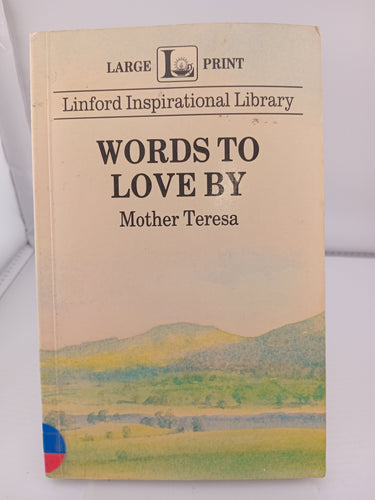 LARGE L PRINT
Linford Inspirational Library
WORDS TO
LOVE BY
Mother Teresa